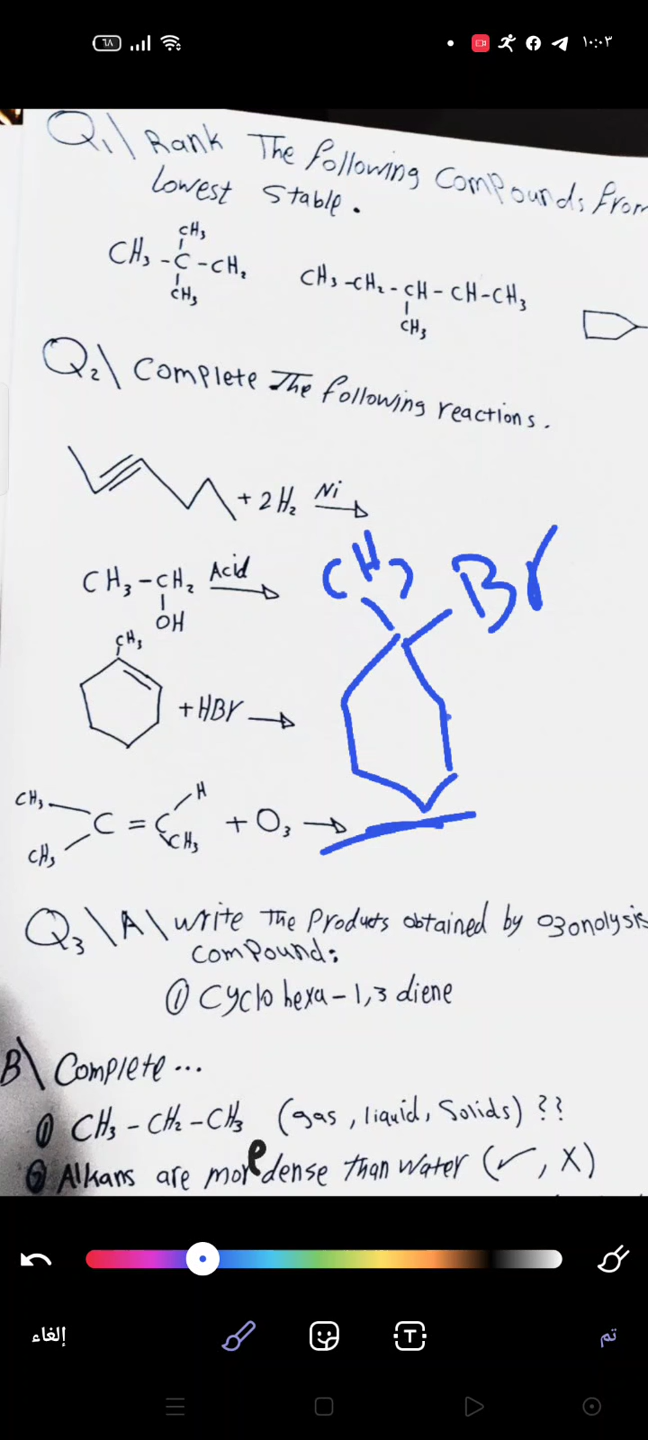 ٦٨
١٠:٠٣
Q1\ Rank The following Compounds from
lowest stable.
CH3
CH3 -C -CH2
CH3
CH3 -CH2 - CH - CH-CH3
CH3
Q2\ Complete The following reactions.
+ 2H2 Ni
CH3 -CH2 Acid
OH
CH3 Br
CH3
+HBr
CH3 H
C = C + O3
CH3 CH3
Q3\A\ write The Products obtained by ozonolysis
compound:
① Cyclo hexa - 1,3 diene
B\ Complete ...
① CH3 - CH2 - CH3 (gas, liquid, Solids) ??
② Alkans are more dense than water (✓, X)
إلغاء
T
تم